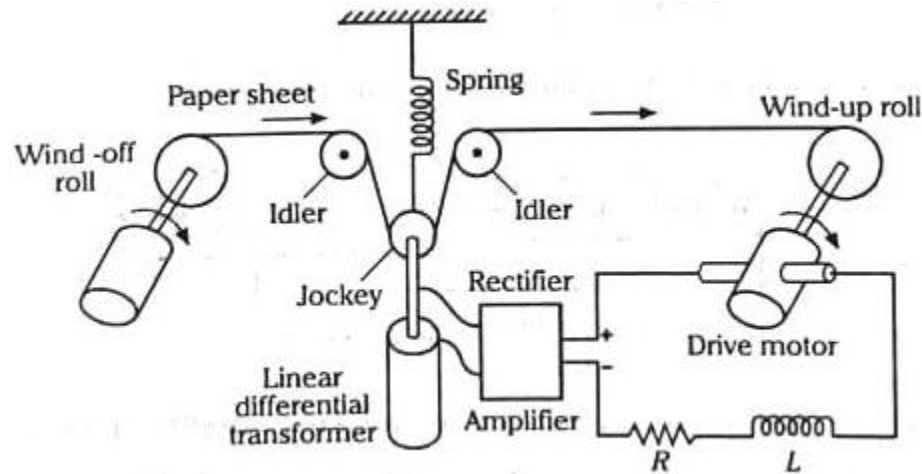 Spring
Paper sheet
Wind-up roll
Wind -off
roll
Idler
Idler
Jockey
Rectifier
+
−
Drive motor
Linear
differential
transformer
Amplifier
R
L